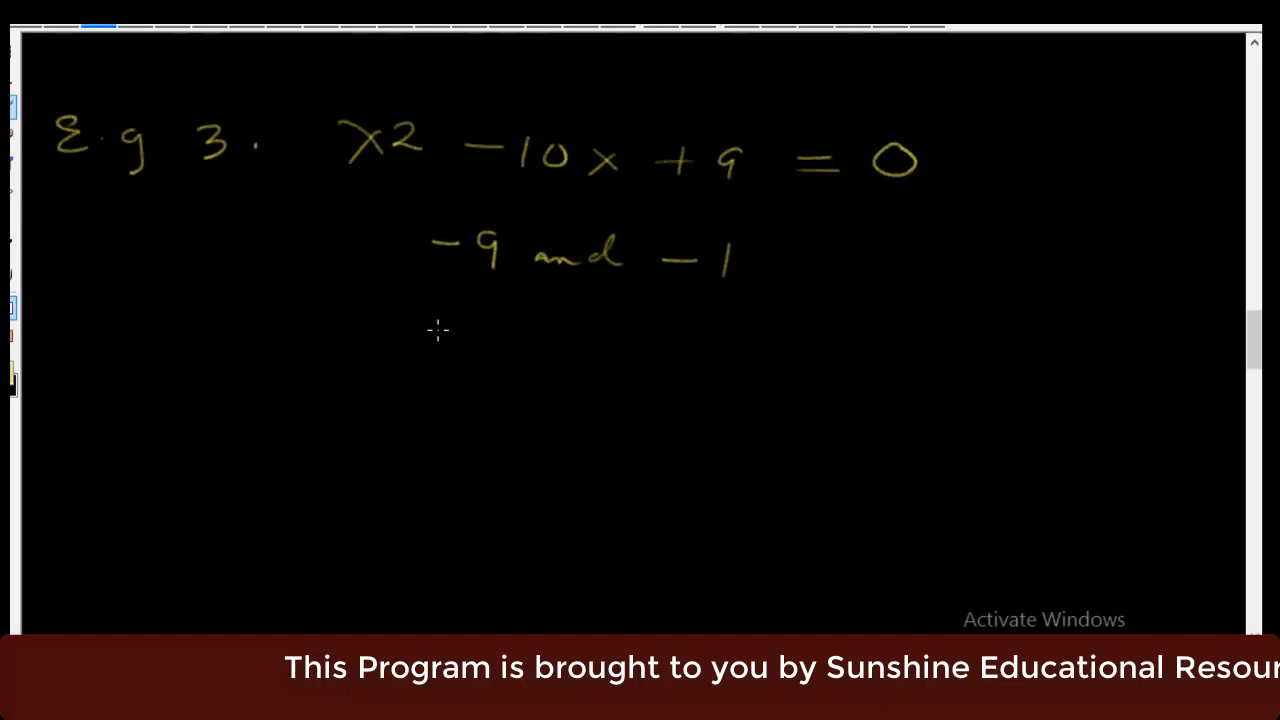 E.g 3. x2 -10x +9 = 0
-9 and -1
Activate Windows
This Program is brought to you by Sunshine Educational Resour